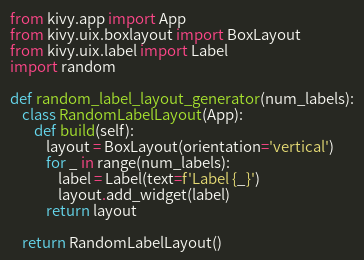 from kivy.app import App
from kivy.uix.boxlayout import BoxLayout
from kivy.uix.label import Label
import random

def random_label_layout_generator(num_labels):
    class RandomLabelLayout(App):
        def build(self):
            layout = BoxLayout(orientation='vertical')
            for _ in range(num_labels):
                label = Label(text=f'Label {_}')
                layout.add_widget(label)
            return layout

    return RandomLabelLayout()